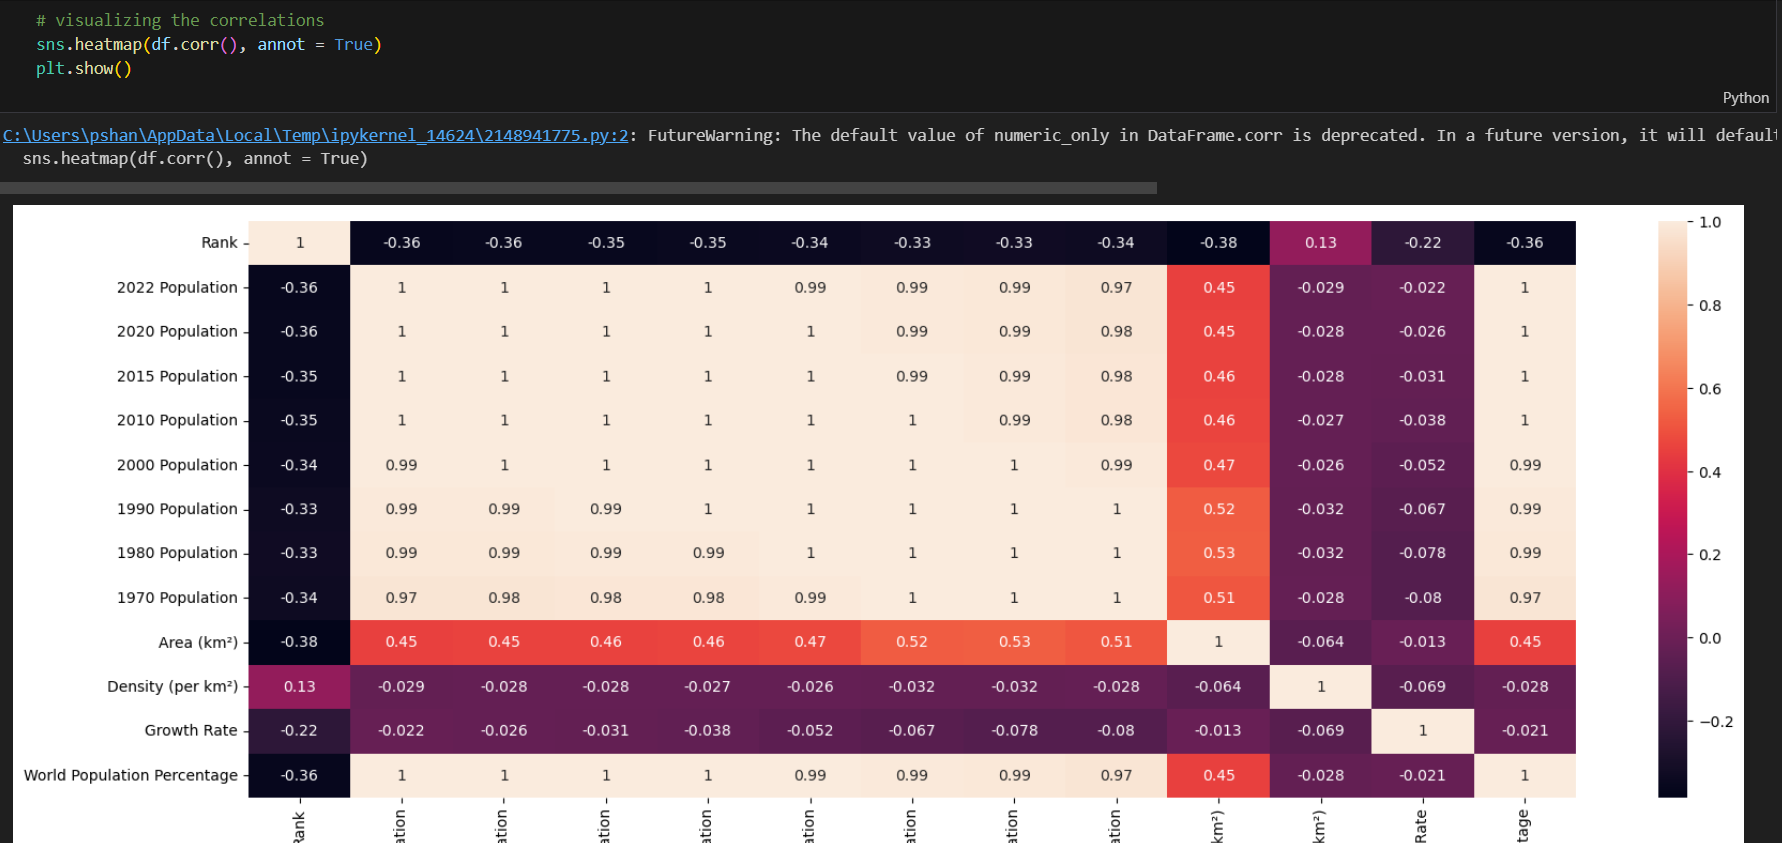 # visualizing the correlations
sns.heatmap(df.corr(), annot = True)
plt.show()
Python
C:\Users\pshan\AppData\Local\Temp\ipykernel_14624\2148941775.py:2: FutureWarning: The default value of numeric_only in DataFrame.corr is deprecated. In a future version, it will defaul
sns.heatmap(df.corr(), annot = True)
Rank 1 -0.36 -0.36 -0.35 -0.35 -0.34 -0.33 -0.33 -0.34 -0.38 0.13 -0.22 -0.36
2022 Population -0.36 1 1 1 1 0.99 0.99 0.99 0.97 0.45 -0.029 -0.022 1
2020 Population -0.36 1 1 1 1 1 0.99 0.99 0.98 0.45 -0.028 -0.026 1
2015 Population -0.35 1 1 1 1 1 0.99 0.99 0.98 0.46 -0.028 -0.031 1
2010 Population -0.35 1 1 1 1 1 1 0.99 0.98 0.46 -0.027 -0.038 1
2000 Population -0.34 0.99 1 1 1 1 1 1 0.99 0.47 -0.026 -0.052 0.99
1990 Population -0.33 0.99 0.99 0.99 1 1 1 1 1 0.52 -0.032 -0.067 0.99
1980 Population -0.33 0.99 0.99 0.99 0.99 1 1 1 1 0.53 -0.032 -0.078 0.99
1970 Population -0.34 0.97 0.98 0.98 0.98 0.99 1 1 1 0.51 -0.028 -0.08 0.97
Area (km²) -0.38 0.45 0.45 0.46 0.46 0.47 0.52 0.53 0.51 1 -0.064 -0.013 0.45
Density (per km²) 0.13 -0.029 -0.028 -0.028 -0.027 -0.026 -0.032 -0.032 -0.028 -0.064 1 -0.069 -0.028
Growth Rate -0.22 -0.022 -0.026 -0.031 -0.038 -0.052 -0.067 -0.078 -0.08 -0.013 -0.069 1 -0.021
World Population Percentage -0.36 1 1 1 1 0.99 0.99 0.99 0.97 0.45 -0.028 -0.021 1
Rank ation ation ation ation ation ation ation ation km²) km²) Rate tage
1.0
0.8
0.6
0.4
0.2
0.0
−0.2